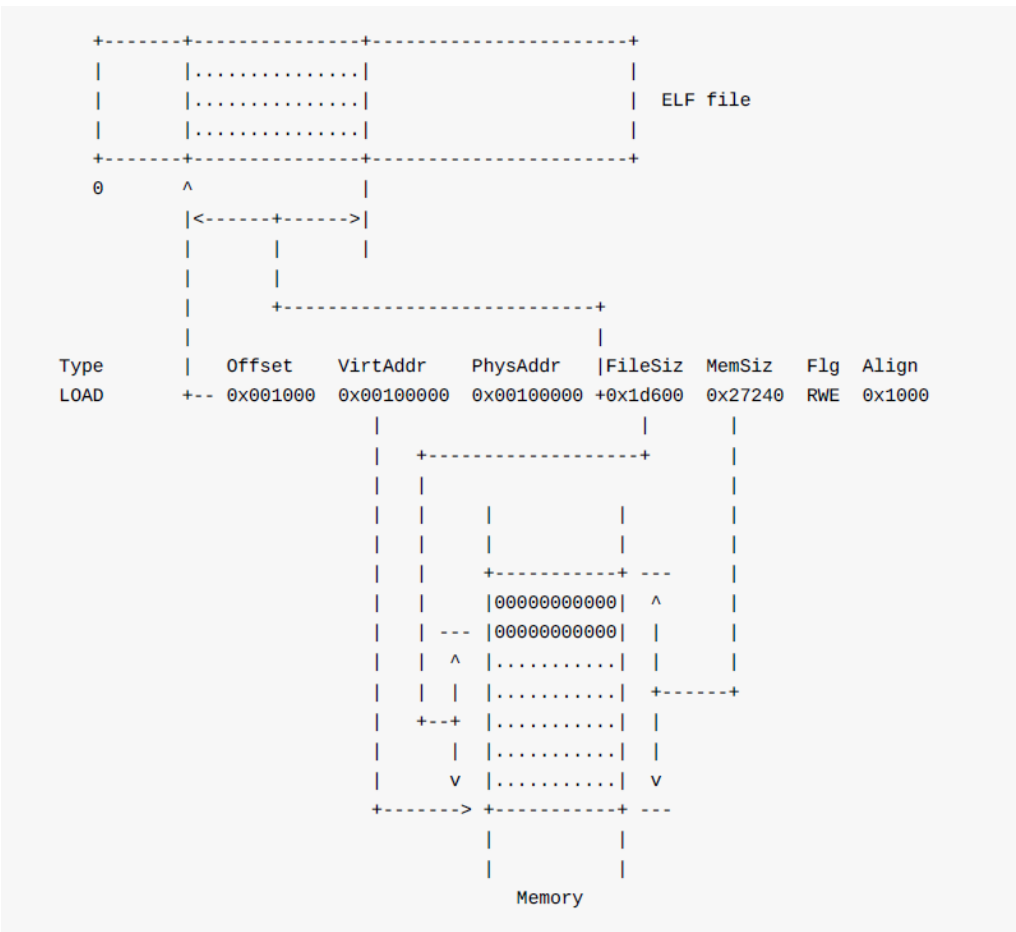 +-------+---------------+-----------------------+
|       |...............|                       |
|       |...............|                       |  ELF file
|       |...............|                       |
+-------+---------------+-----------------------+
0       ^               |
        |<------+------>|
        |       |       |
        |       |
        |       +----------------------------+
        |                                    |
Type    |   Offset    VirtAddr    PhysAddr   |FileSiz  MemSiz   Flg  Align
LOAD    +-- 0x001000  0x00100000  0x00100000 +0x1d600  0x27240  RWE  0x1000
                |                       |       |
                |   +-------------------+       |
                |   |                           |
                |   |     |           |         |
                |   |     |           |         |
                |   |     +-----------+ ---     |
                |   |     |00000000000|  ^      |
                |   | --- |00000000000|  |      |
                |   |  ^  |...........|  |      |
                |   |  |  |...........|  +------+
                |   +--+  |...........|  |
                |      |  |...........|  |
                |      v  |...........|  v
                +-------> +-----------+ ---
                          |           |
                          |           |
                             Memory